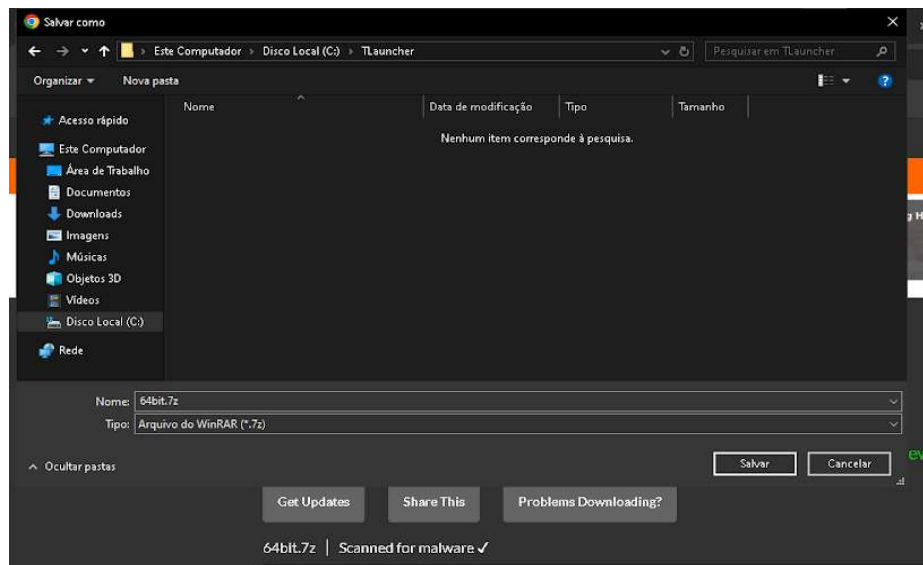 Salvar como
Este Computador > Disco Local (C:) > TLauncher
Pesquisar em TLauncher
Organizar
Nova pasta
Nome
Data de modificação
Tipo
Tamanho
Nenhum item corresponde à pesquisa.
Acesso rápido
Este Computador
Área de Trabalho
Documentos
Downloads
Imagens
Músicas
Objetos 3D
Vídeos
Disco Local (C:)
Rede
Nome: 64bit.7z
Tipo: Arquivo do WinRAR (*.7z)
Ocultar pastas
Salvar
Cancelar
Get Updates
Share This
Problems Downloading?
64bit.7z | Scanned for malware ✓